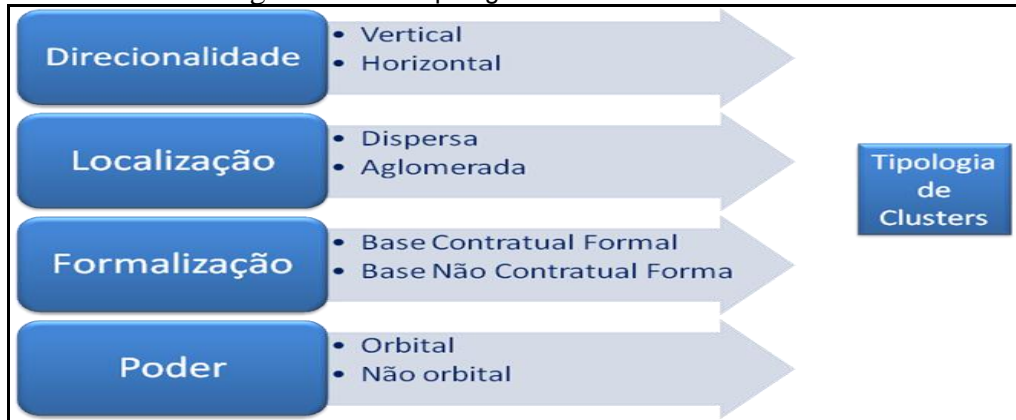 Direcionalidade
• Vertical
• Horizontal
Localização
• Dispersa
• Aglomerada
Formalização
• Base Contratual Formal
• Base Não Contratual Forma
Poder
• Orbital
• Não orbital
Tipologia
de
Clusters